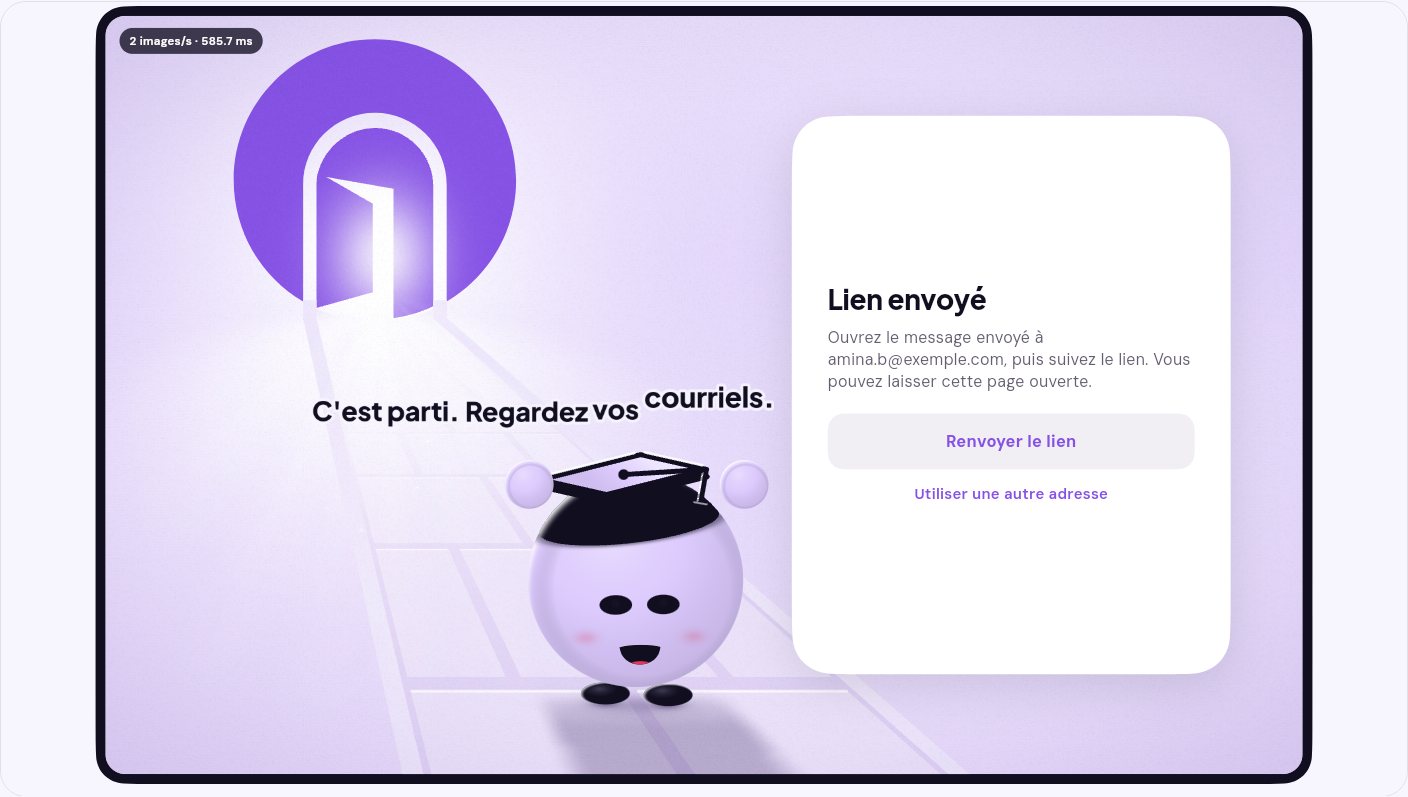 2 images/s · 585.7 ms
C'est parti. Regardez vos courriels.
Lien envoyé
Ouvrez le message envoyé à
amina.b@exemple.com, puis suivez le lien. Vous
pouvez laisser cette page ouverte.
Renvoyer le lien
Utiliser une autre adresse